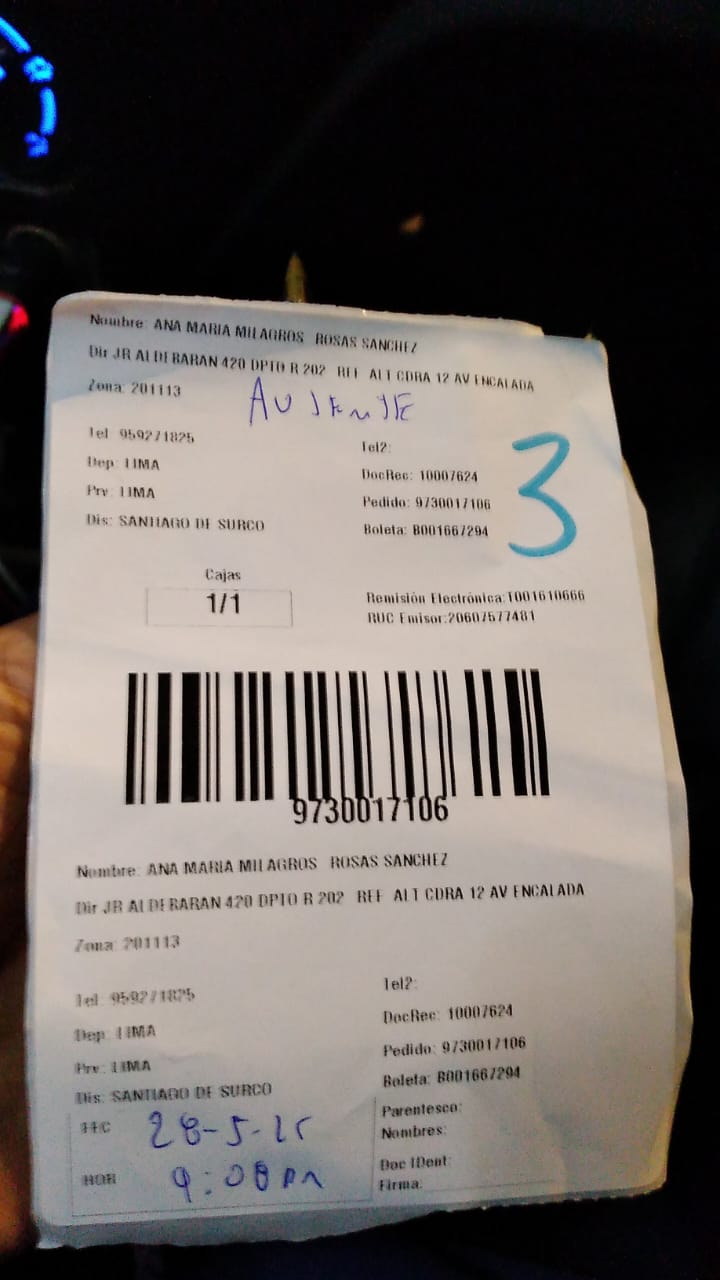 Nombre: ANA MARIA MILAGROS ROSAS SANCHEZ
Dir JR ALDEBARAN 420 DPTO R 202 REF ALT CDRA 12 AV ENCALADA
Zona: 201113
AUSENTE
Tel: 959271825
Tel2:
Dep: LIMA
DocRec: 10007624
Prv: LIMA
Pedido: 9730017106
Dis: SANTIAGO DE SURCO
Boleta: B001667294
3
Cajas
1/1
Remisión Electrónica:T001610666
RUC Emisor:20607577481
9730017106
Nombre: ANA MARIA MILAGROS ROSAS SANCHEZ
Dir JR ALDEBARAN 420 DPTO R 202 REF ALT CDRA 12 AV ENCALADA
Zona: 201113
Tel: 959271825
Tel2:
Dep: LIMA
DocRec: 10007624
Prv: LIMA
Pedido: 9730017106
Dis: SANTIAGO DE SURCO
Boleta: B001667294
FEC 28-5-25
Parentesco:
Nombres:
HOR 9:08 PM
Doc IDent:
Firma: